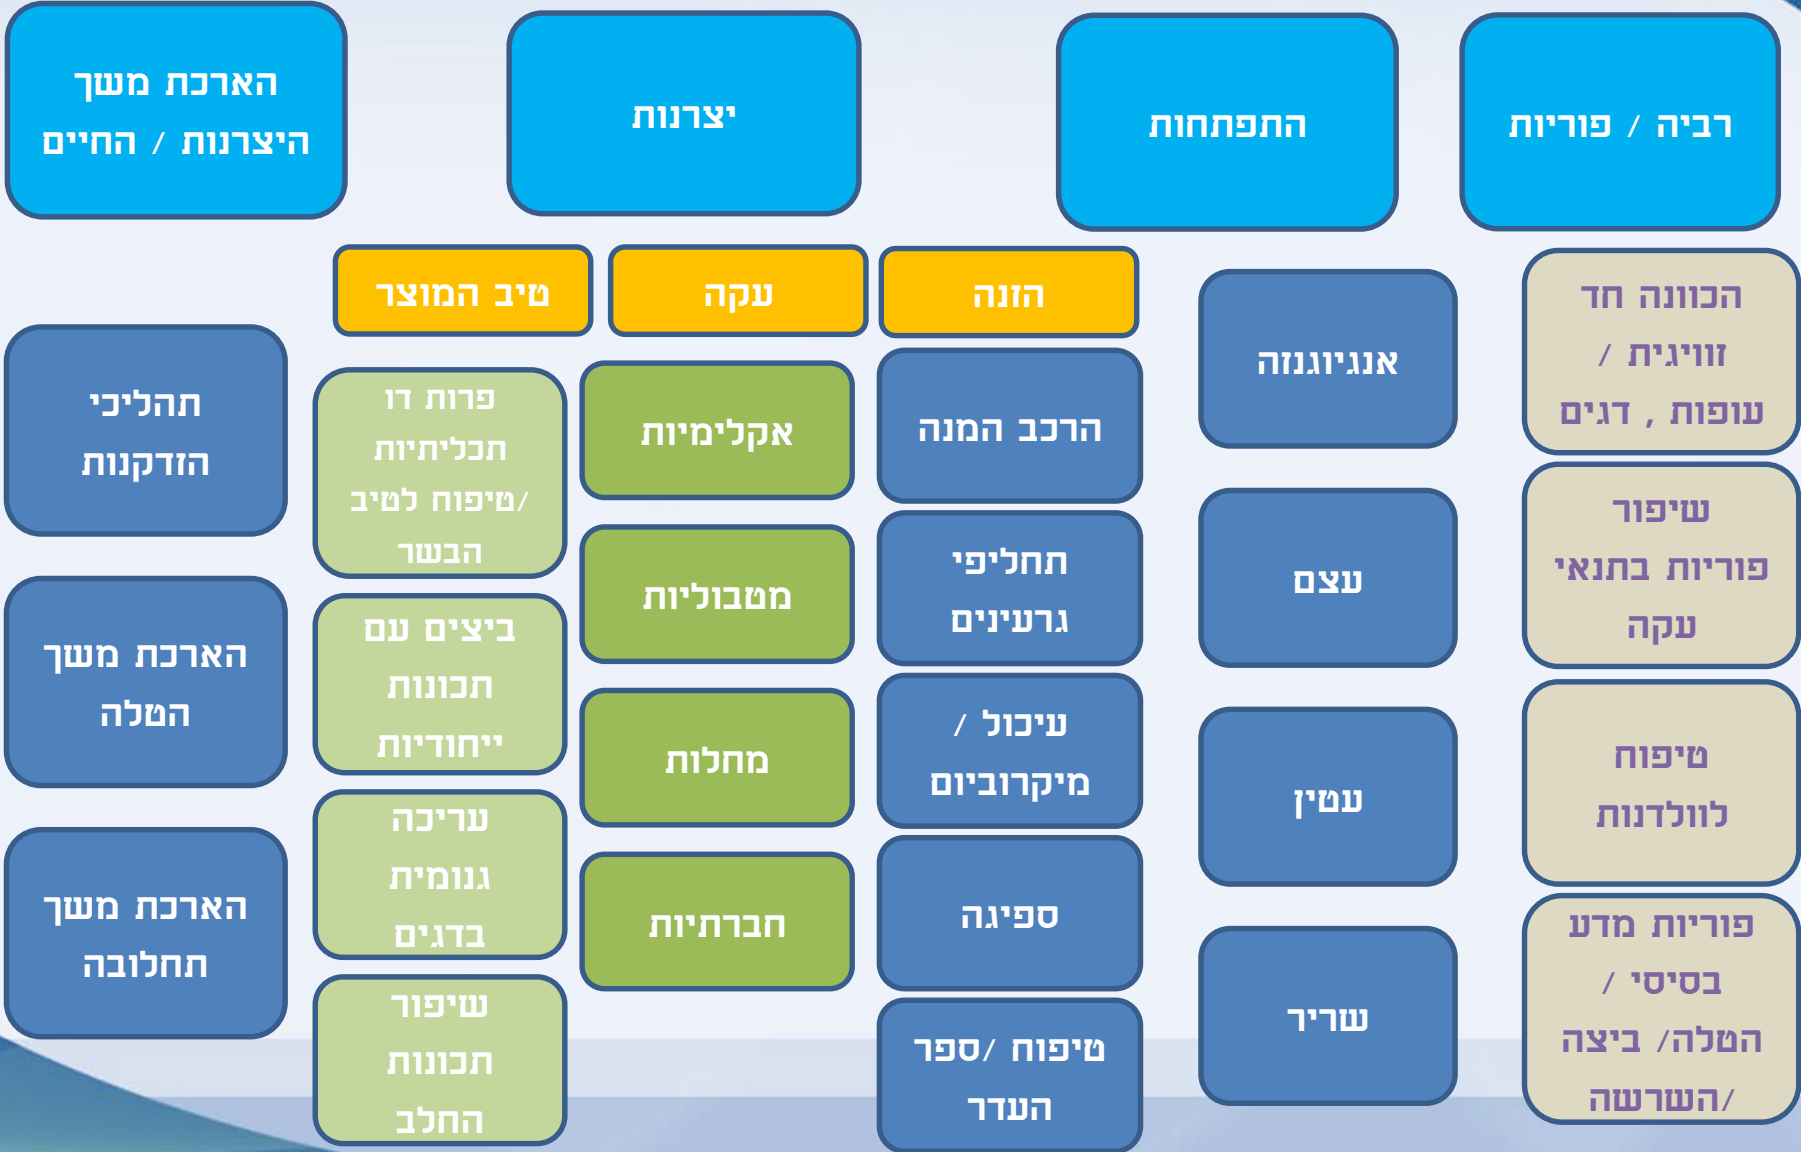 רביה / פוריות
התפתחות
יצרנות
הארכת משך
היצרנות / החיים
הכוונה חד
זוויגית /
עופות , דגים
שיפור
פוריות בתנאי
עקה
טיפוח
לוולדנות
פוריות מדע
בסיסי /
הטלה/ ביצה
/השרשה/
אנגיוגנזה
עצם
עטין
שריר
הזנה
הרכב המנה
תחליפי
גרעינים
עיכול /
מיקרוביום
ספיגה
טיפוח /ספר
העדר
עקה
אקלימיות
מטבוליות
מחלות
חברתיות
טיב המוצר
פרות דו
תכליתיות
/טיפוח לטיב
הבשר
ביצים עם
תכונות
ייחודיות
עריכה
גנומית
בדגים
שיפור
תכונות
החלב
תהליכי
הזדקנות
הארכת משך
הטלה
הארכת משך
תחלובה